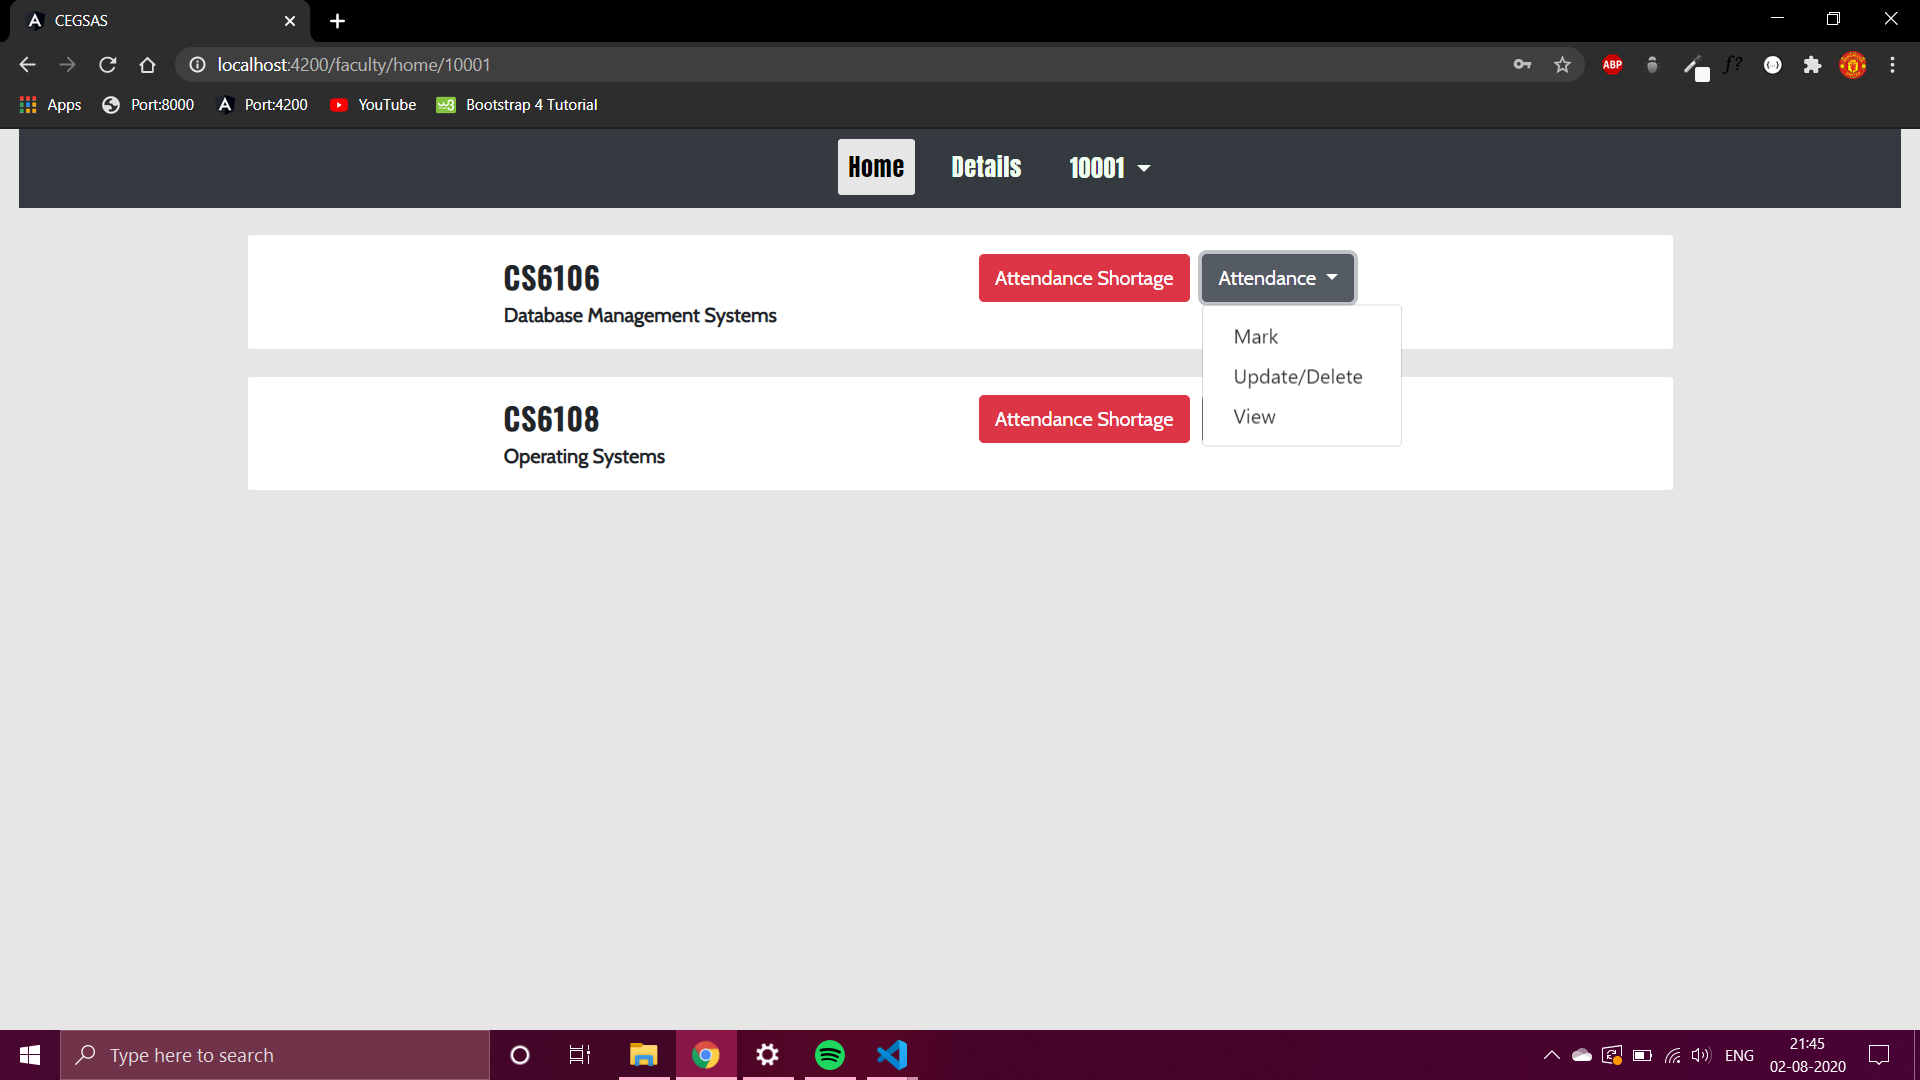 CEGSAS
localhost:4200/faculty/home/10001
ABP
f?
Apps
Port:8000
Port:4200
YouTube
Bootstrap 4 Tutorial
Home
Details
10001
CS6106
Database Management Systems
Attendance Shortage
Attendance
Mark
Update/Delete
View
CS6108
Operating Systems
Attendance Shortage
Type here to search
ENG
21:45
02-08-2020